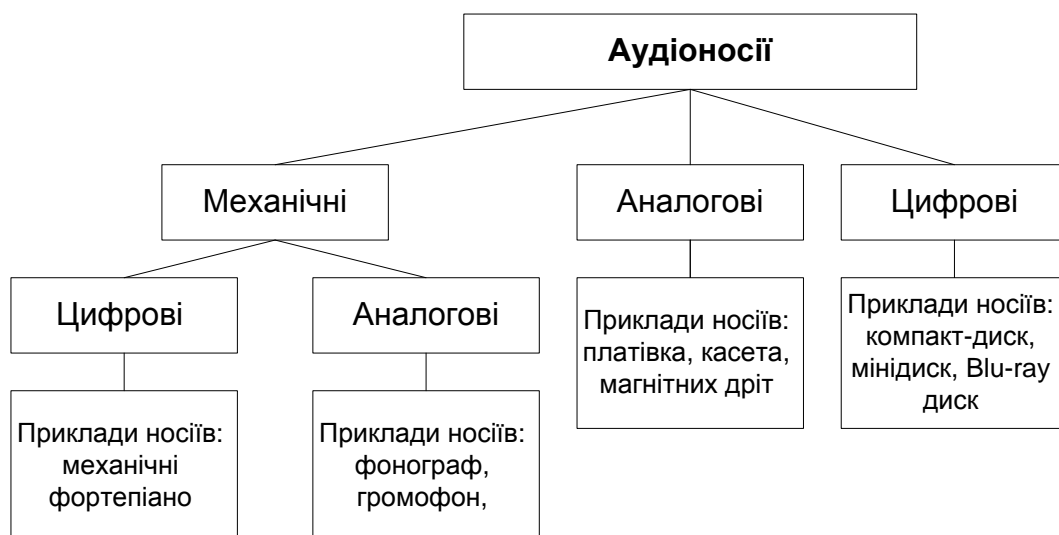 Аудіоносії
Механічні
Аналогові
Цифрові
Цифрові
Аналогові
Приклади носіїв:
платівка, касета,
магнітних дріт
Приклади носіїв:
компакт-диск,
мінідиск, Blu-ray
диск
Приклади носіїв:
механічні
фортепіано
Приклади носіїв:
фонограф,
громофон,